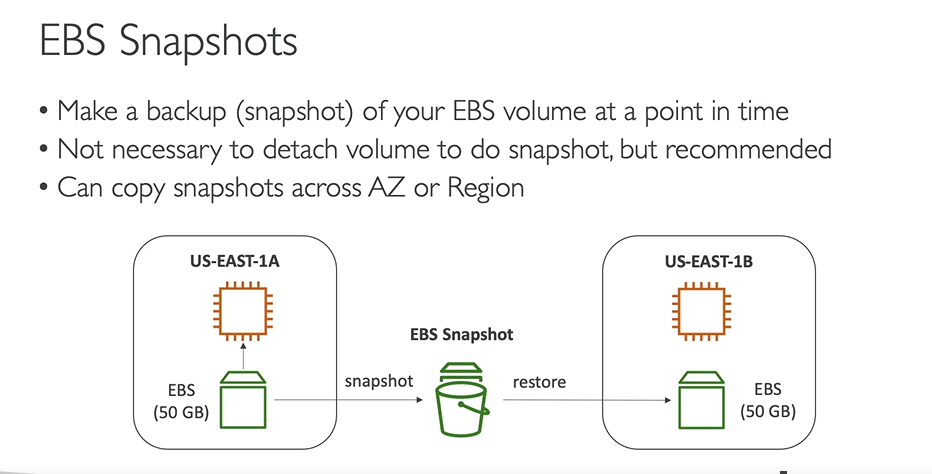 EBS Snapshots
• Make a backup (snapshot) of your EBS volume at a point in time
• Not necessary to detach volume to do snapshot, but recommended
• Can copy snapshots across AZ or Region
US-EAST-1A
US-EAST-1B
EBS Snapshot
snapshot
restore
EBS
(50 GB)
EBS
(50 GB)